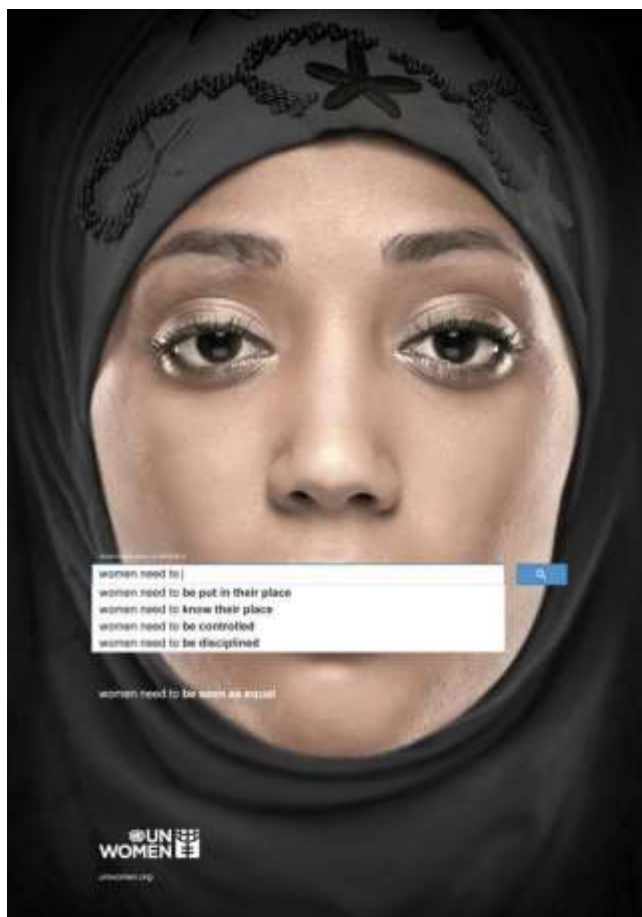 women need to
women need to be put in their place
women need to know their place
women need to be controlled
women need to be disciplined
women need to be seen as equal
UN
WOMEN
unwomen.org